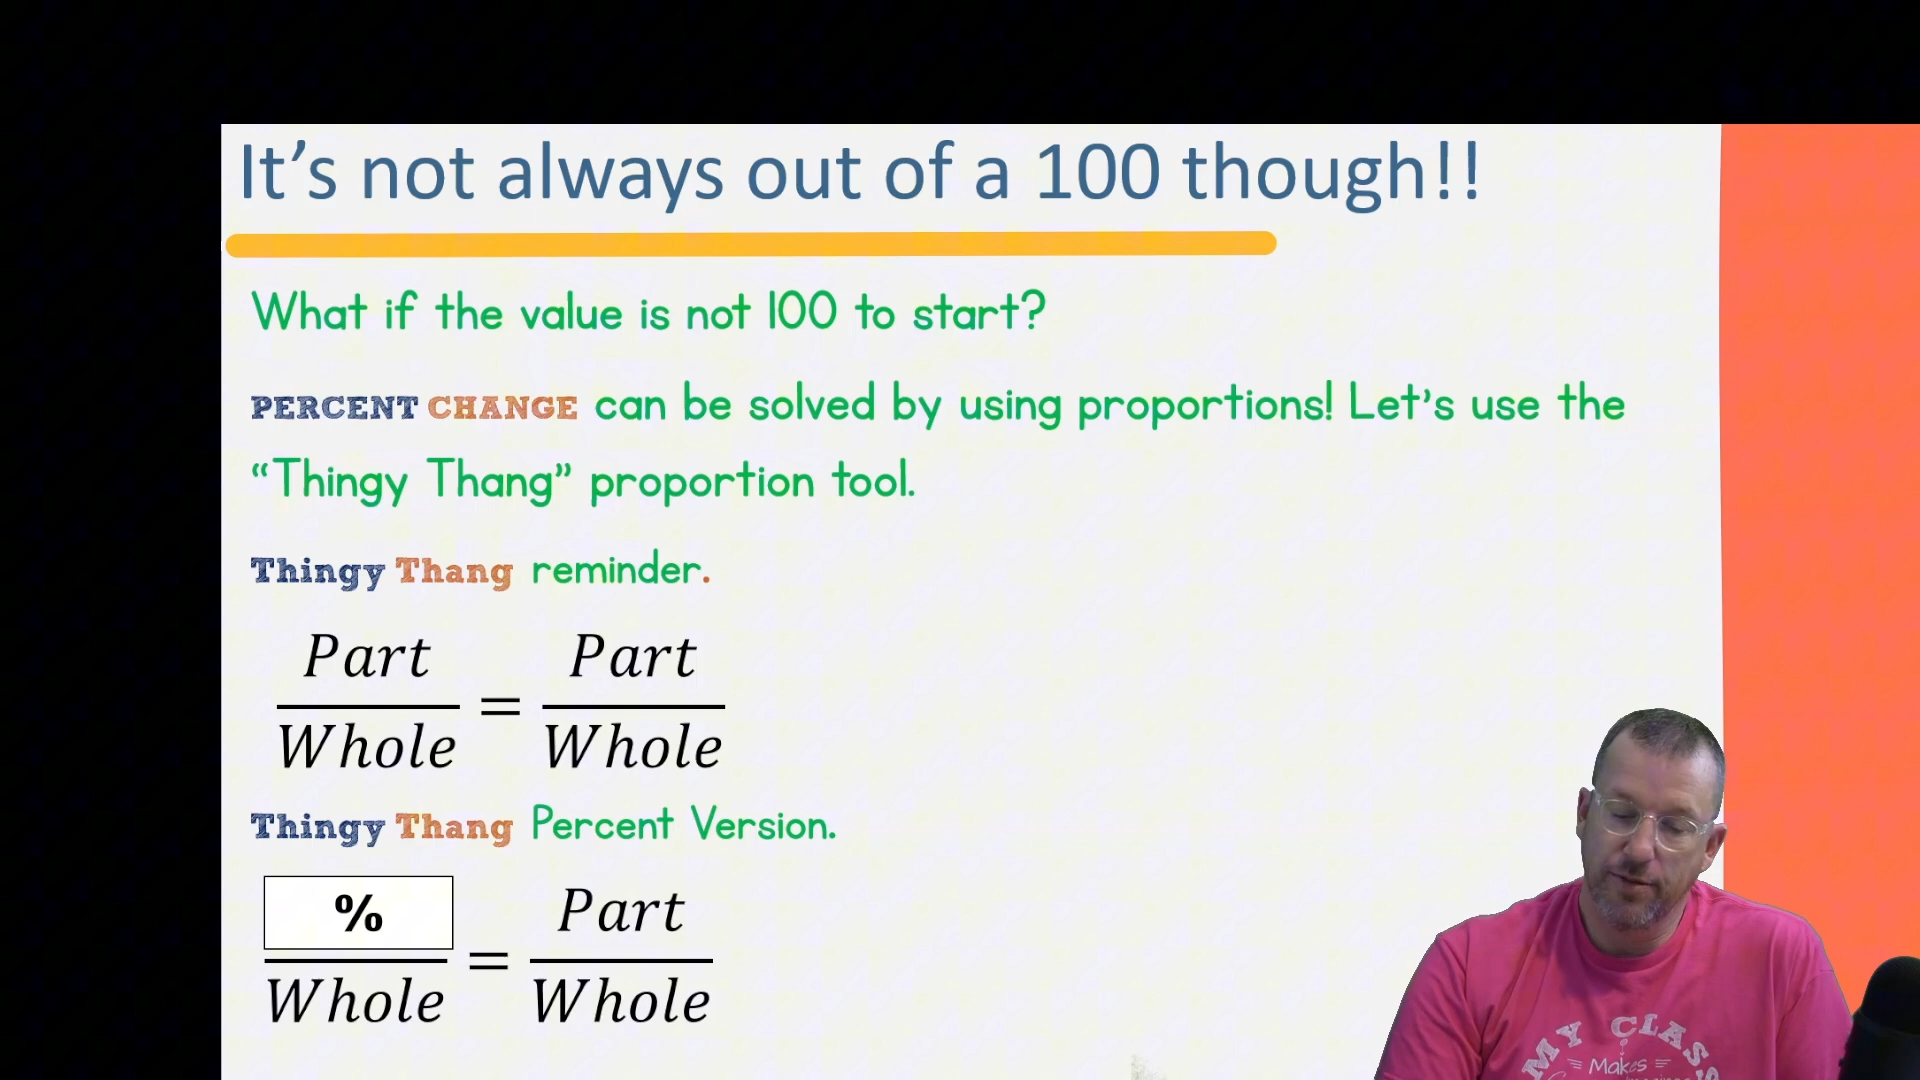 It's not always out of a 100 though!!
What if the value is not 100 to start?
PERCENT CHANGE can be solved by using proportions! Let's use the
“Thingy Thang” proportion tool.
Thingy Thang reminder.
Part Part
= 
Whole Whole
Thingy Thang Percent Version.
% Part
=
Whole Whole
MY CLASS
Makes